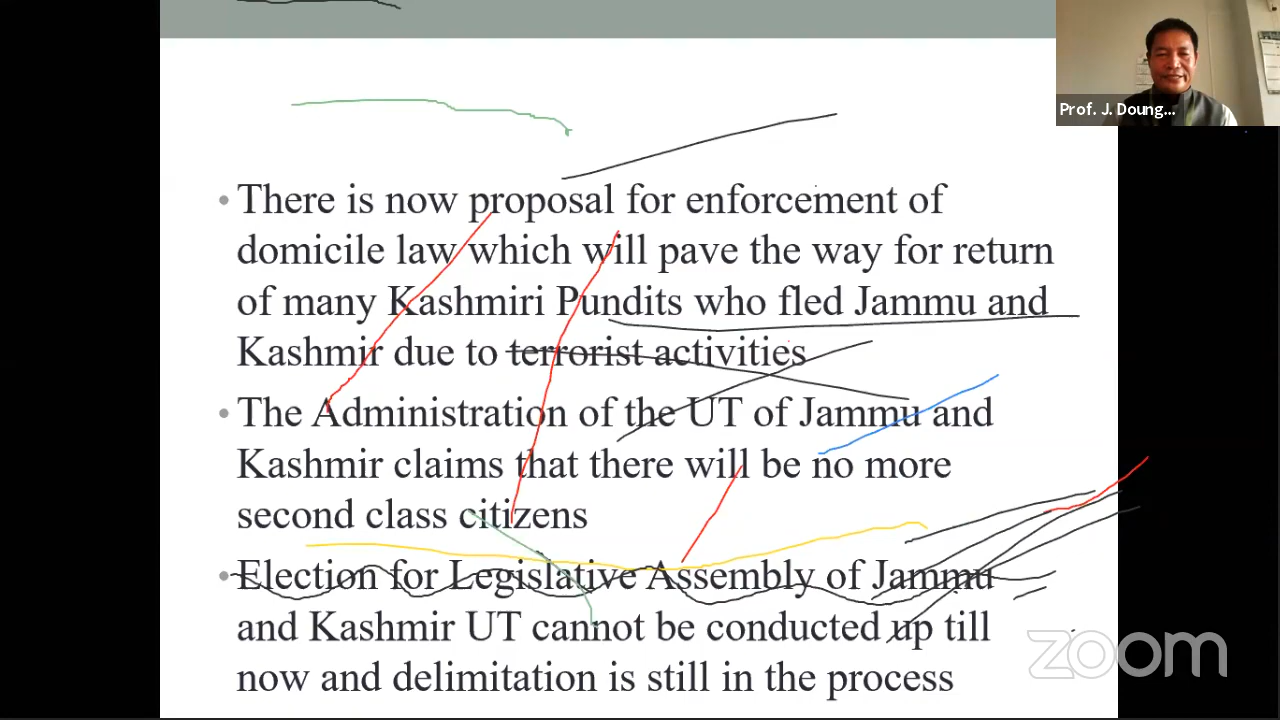 Prof. J. Doung...
• There is now proposal for enforcement of
domicile law which will pave the way for return
of many Kashmiri Pundits who fled Jammu and
Kashmir due to terrorist activities
• The Administration of the UT of Jammu and
Kashmir claims that there will be no more
second class citizens
• Election for Legislative Assembly of Jammu
and Kashmir UT cannot be conducted up till
now and delimitation is still in the process
zoom